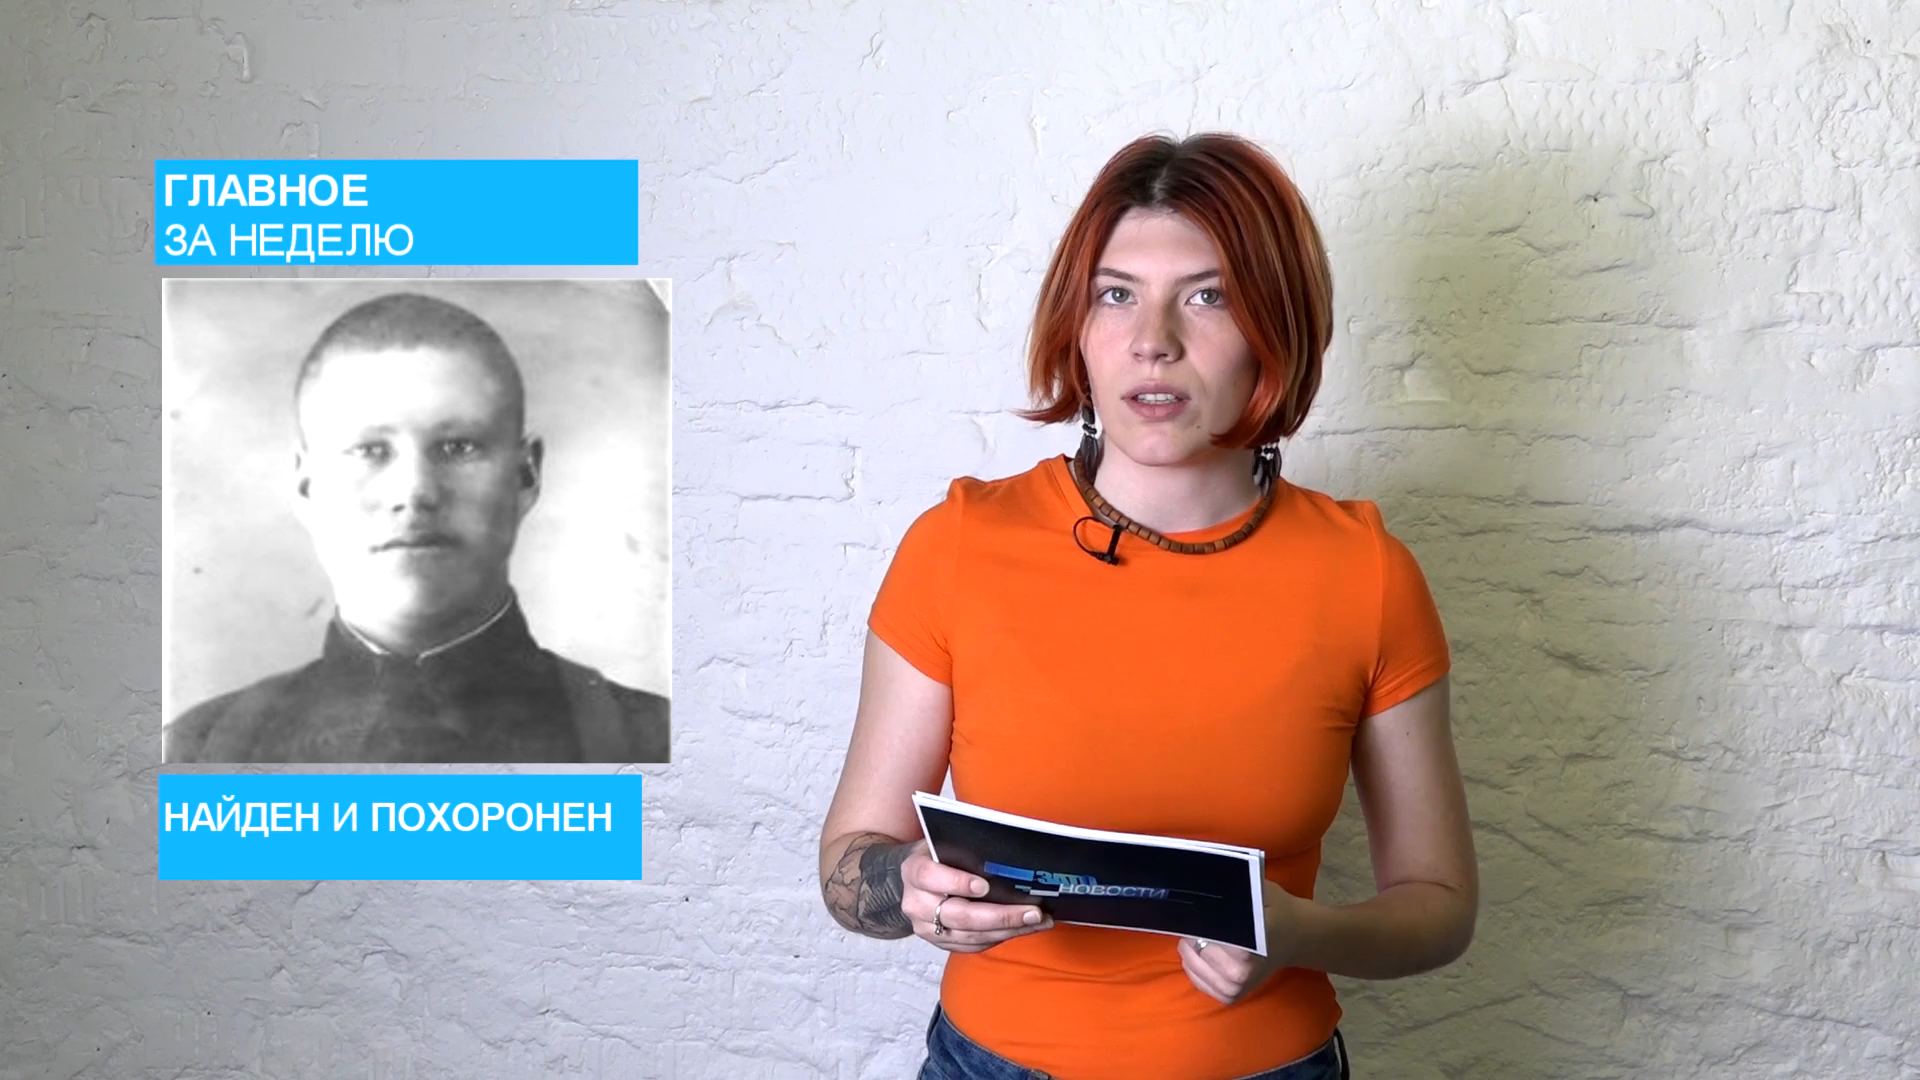 ГЛАВНОЕ
ЗА НЕДЕЛЮ
НАЙДЕН И ПОХОРОНЕН
НОВОСТИ